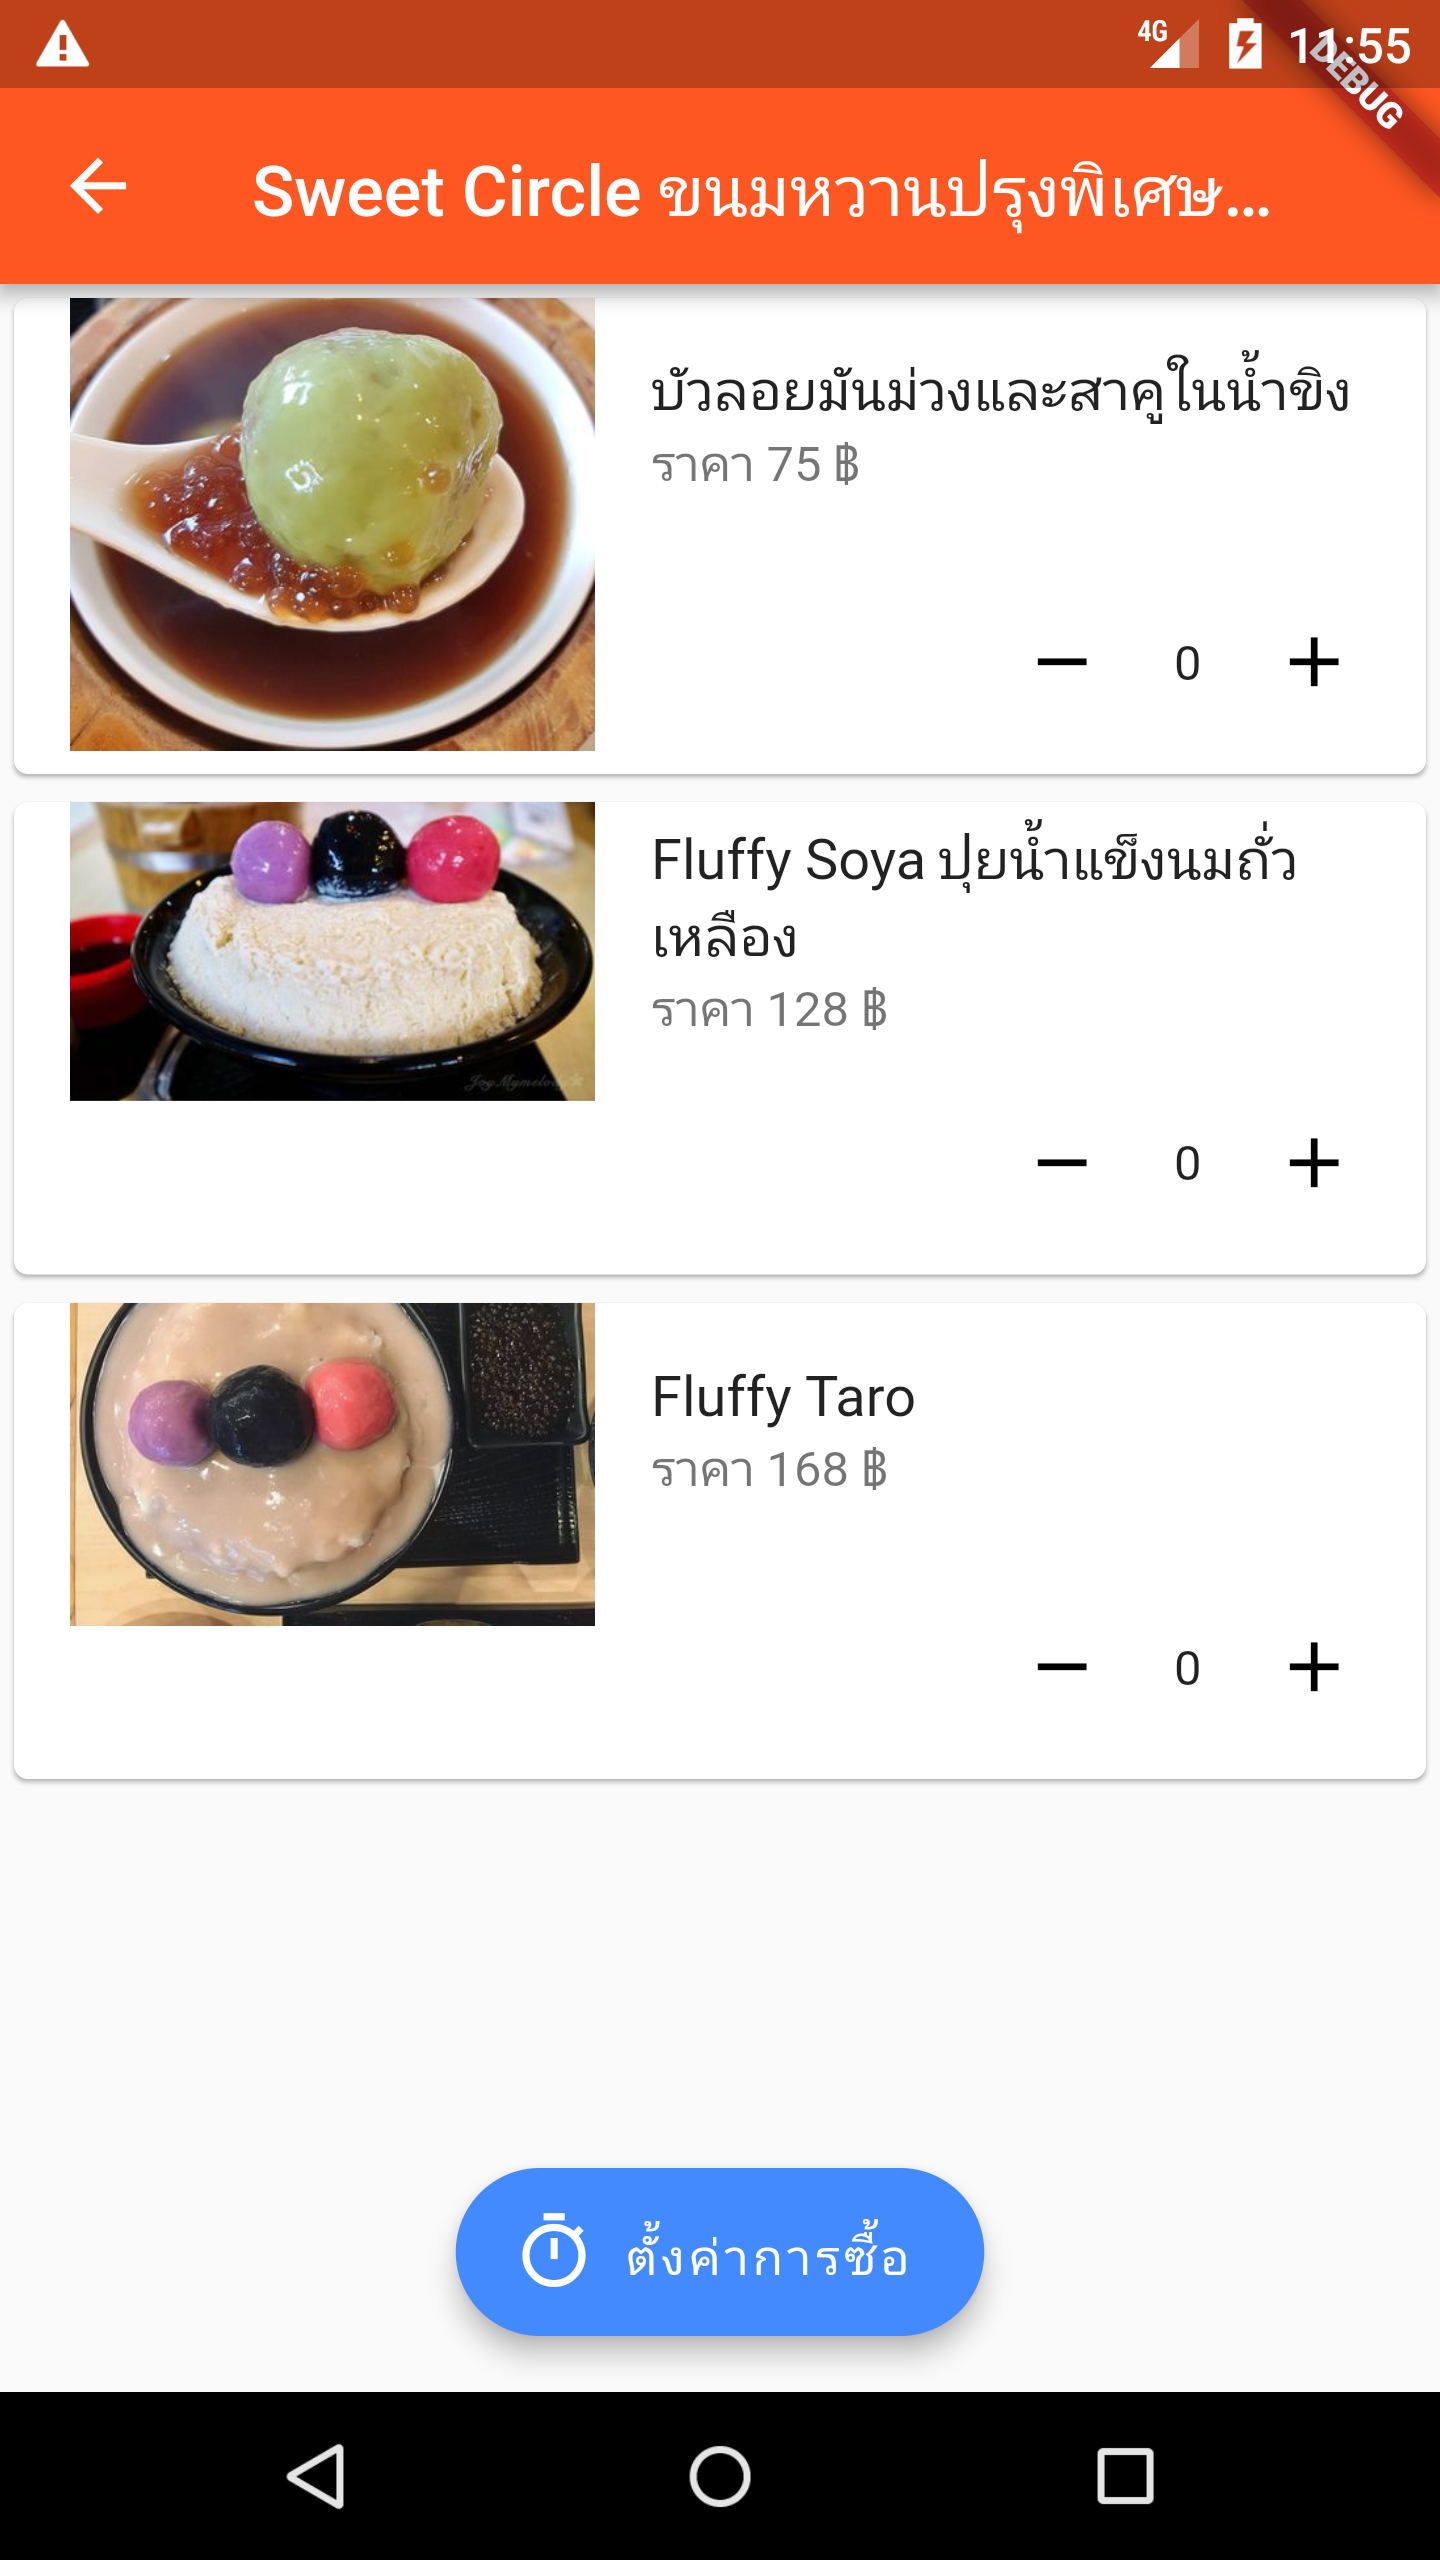 4G 11:55
DEBUG
Sweet Circle ขนมหวานปรุงพิเศษ...
บัวลอยมันม่วงและสาคูในน้ำขิง
ราคา 75 ฿
0
Fluffy Soya ปุยน้ำแข็งนมถั่ว
เหลือง
ราคา 128 ฿
JoyMymelody
0
Fluffy Taro
ราคา 168 ฿
0
ตั้งค่าการซื้อ